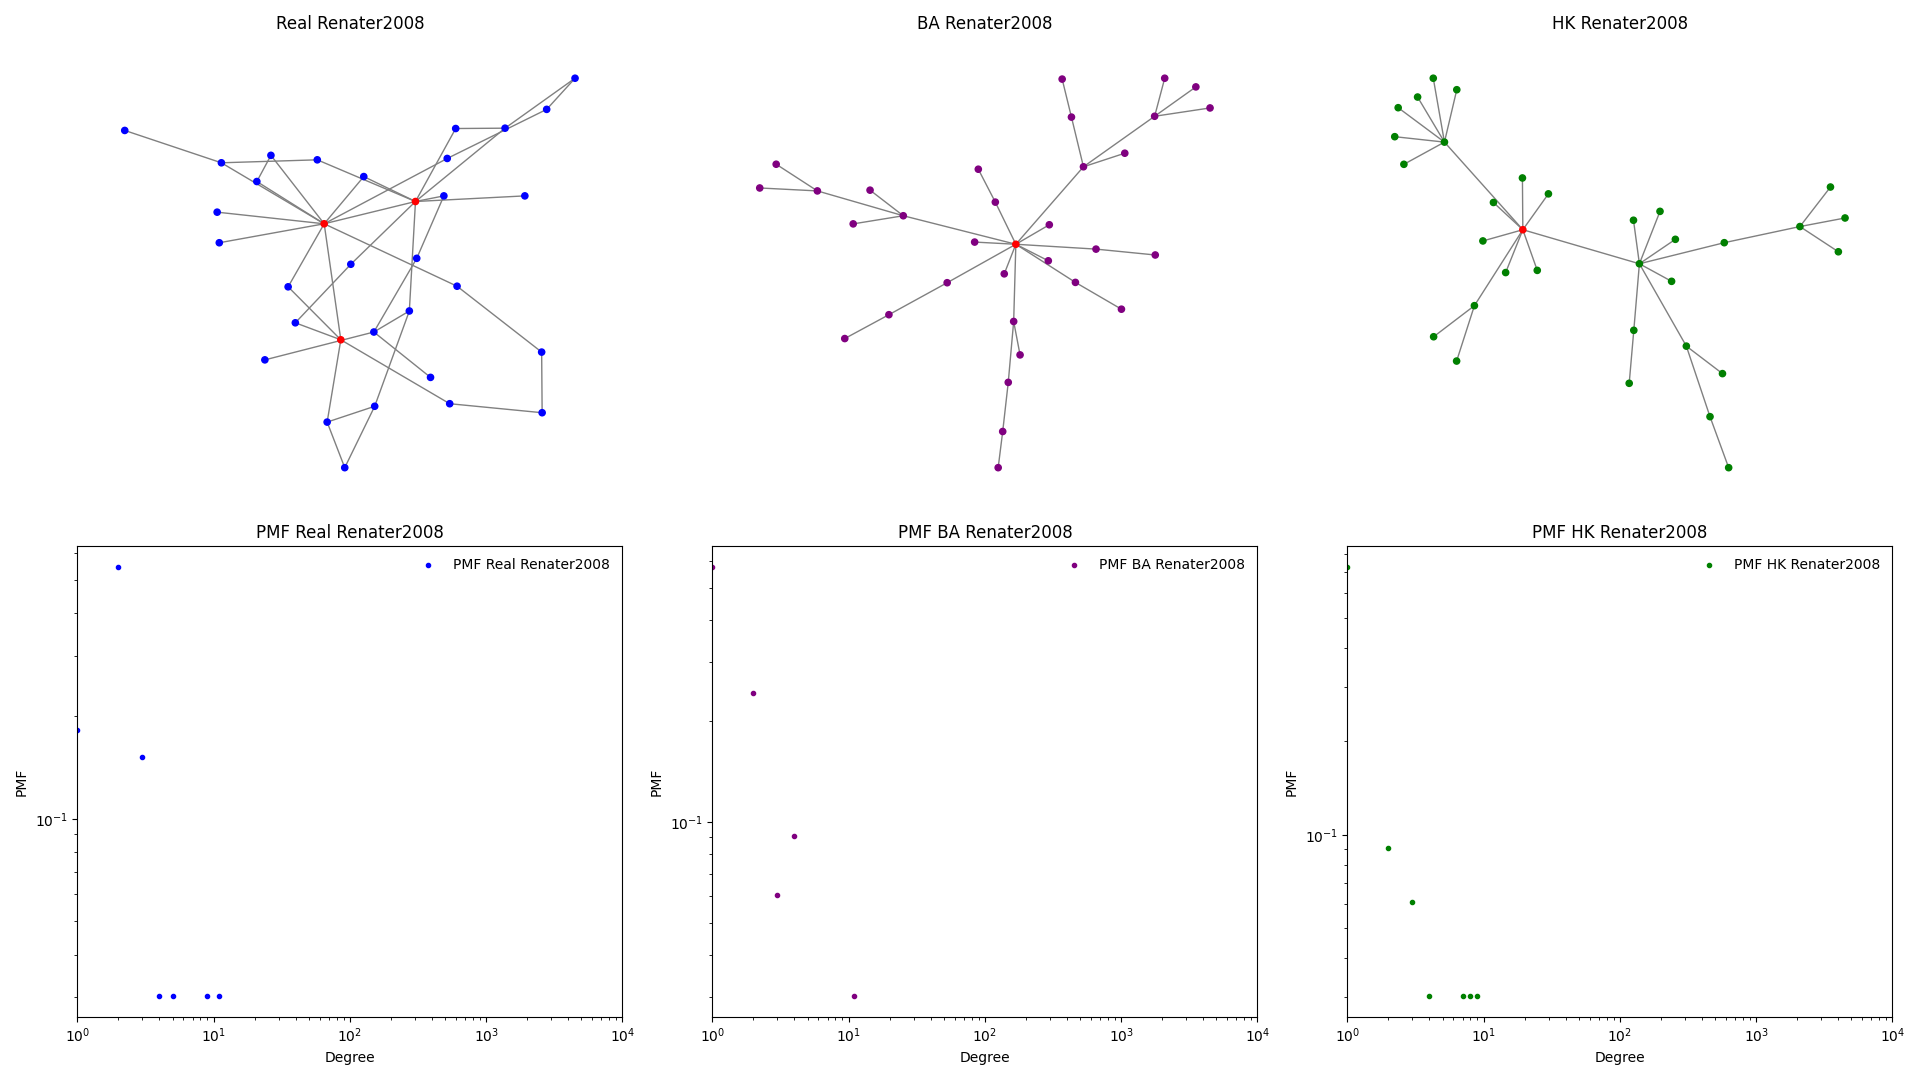 Real Renater2008
BA Renater2008
HK Renater2008
PMF Real Renater2008
PMF Real Renater2008
PMF
10⁻¹
10⁰ 10¹ 10² 10³ 10⁴
Degree
PMF BA Renater2008
PMF BA Renater2008
PMF
10⁻¹
10⁰ 10¹ 10² 10³ 10⁴
Degree
PMF HK Renater2008
PMF HK Renater2008
PMF
10⁻¹
10⁰ 10¹ 10² 10³ 10⁴
Degree